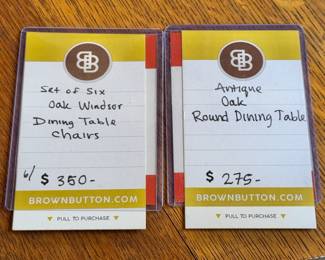 BB
Set of Six
Oak Windsor
Dining Table
Chairs
6/ $ 350-
BROWNBUTTON.COM
PULL TO PURCHASE
BB
Antique
Oak
Round Dining Table
$ 275-
BROWNBUTTON.COM
PULL TO PURCHASE